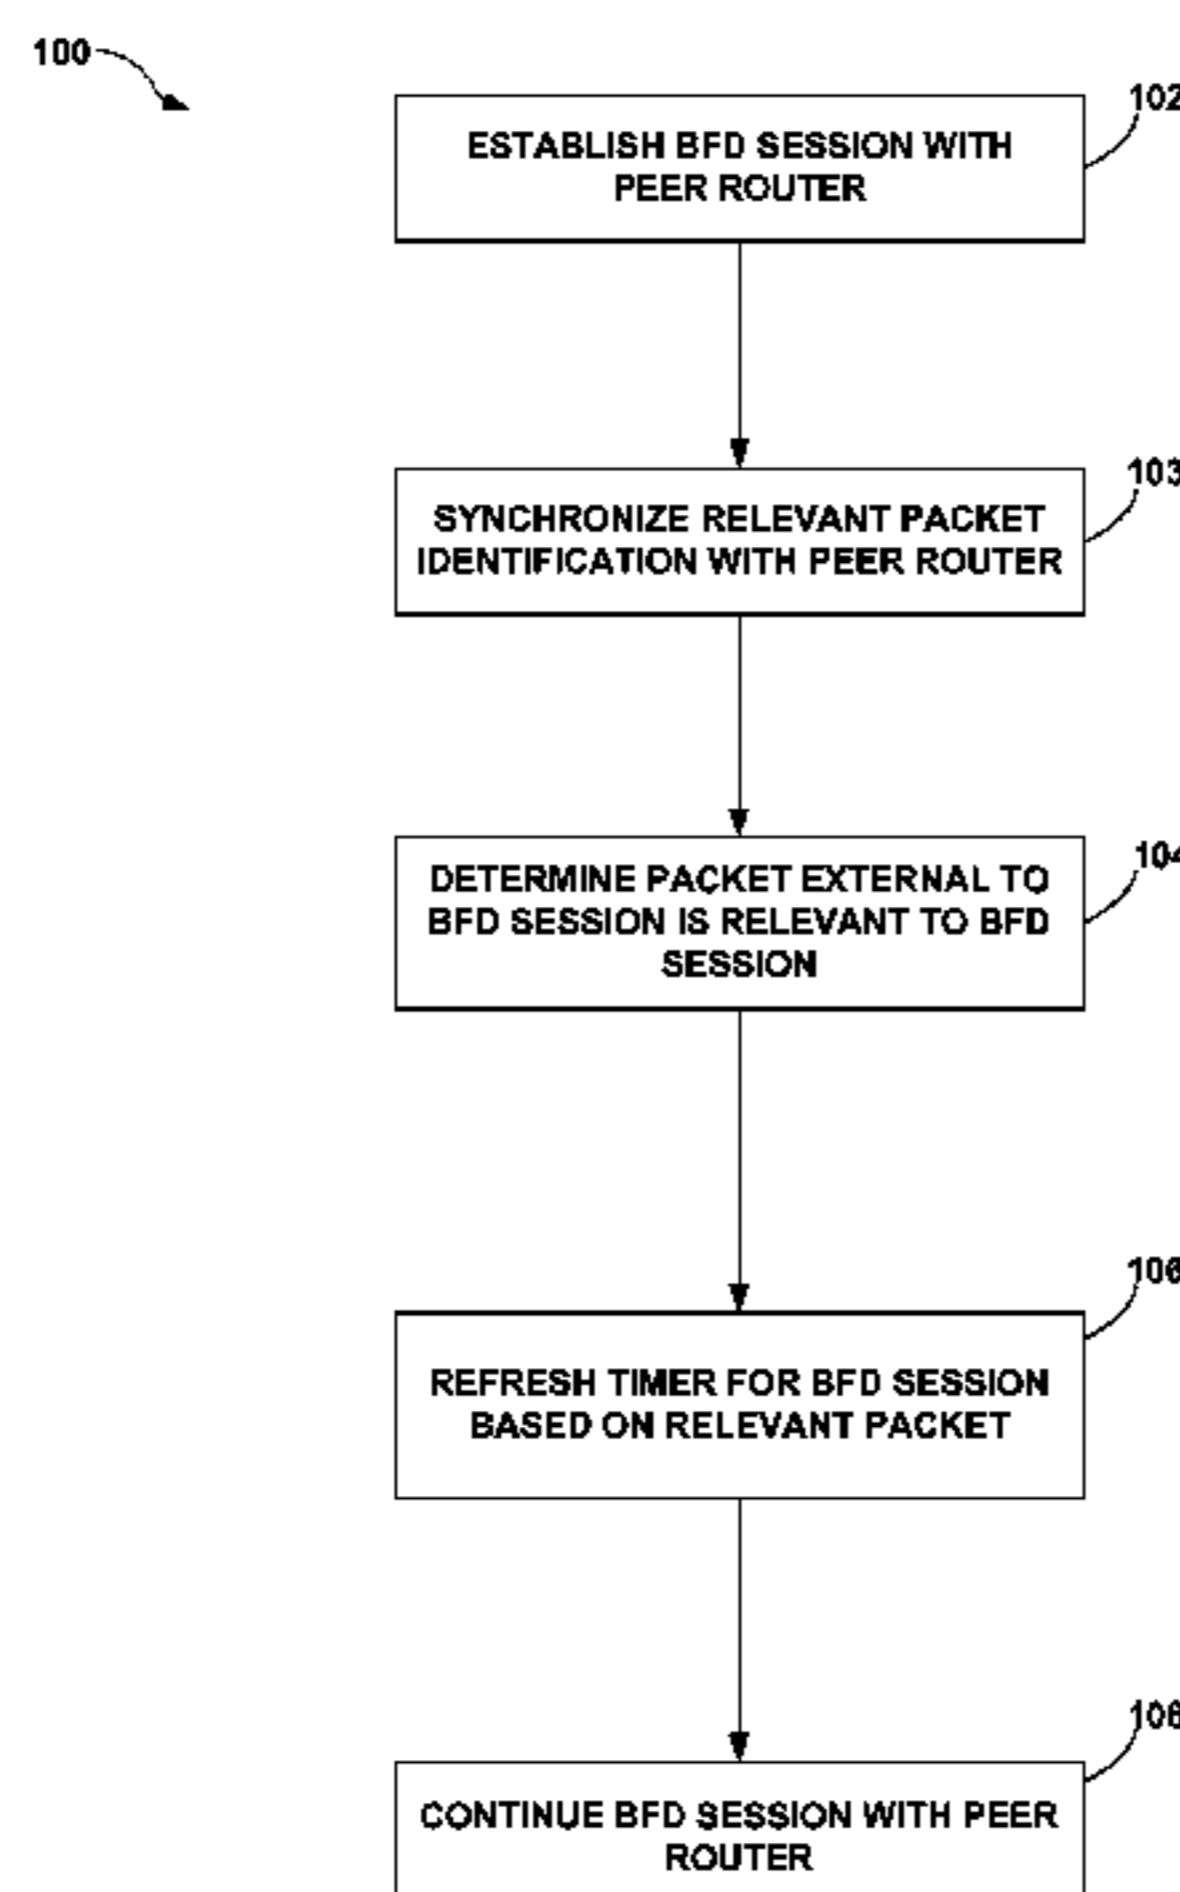 100
102
ESTABLISH BFD SESSION WITH
PEER ROUTER
103
SYNCHRONIZE RELEVANT PACKET
IDENTIFICATION WITH PEER ROUTER
104
DETERMINE PACKET EXTERNAL TO
BFD SESSION IS RELEVANT TO BFD
SESSION
106
REFRESH TIMER FOR BFD SESSION
BASED ON RELEVANT PACKET
CONTINUE BFD SESSION WITH PEER
ROUTER